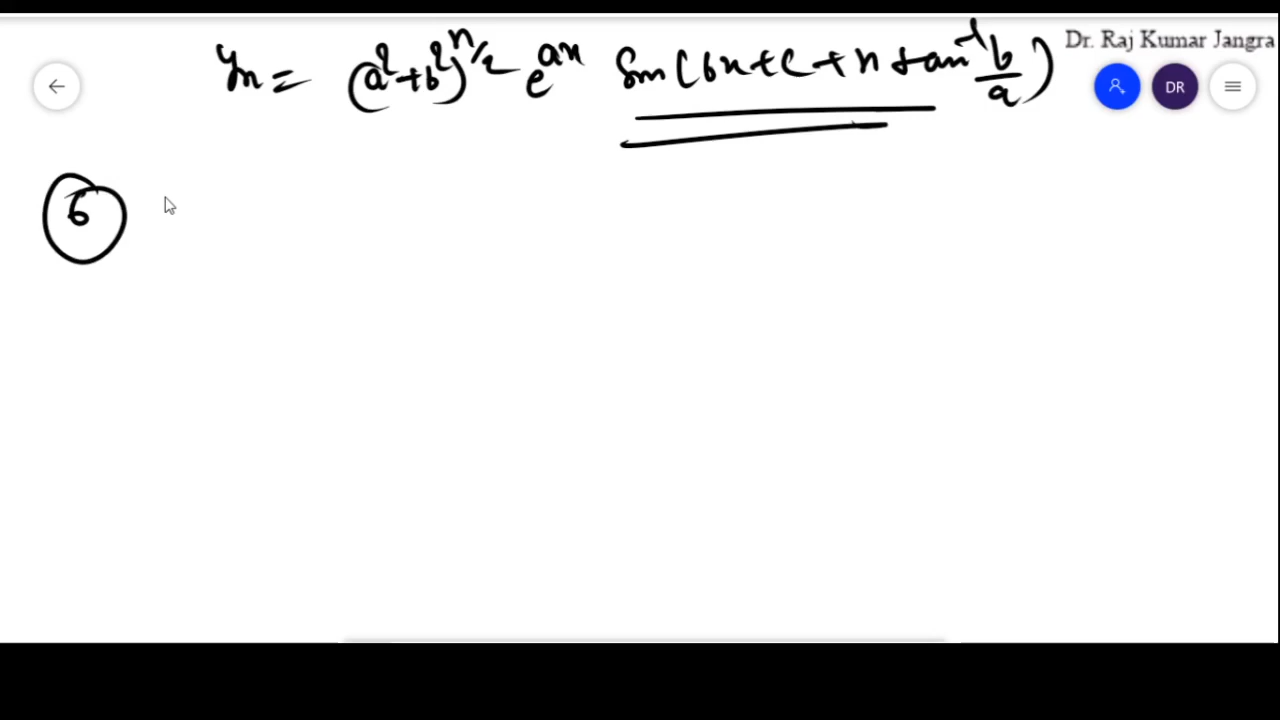 yn = (a²+b²)^n/2 e^ax Sin(bx+c+n tan⁻¹ b/a)
Dr. Raj Kumar Jangra
DR
6